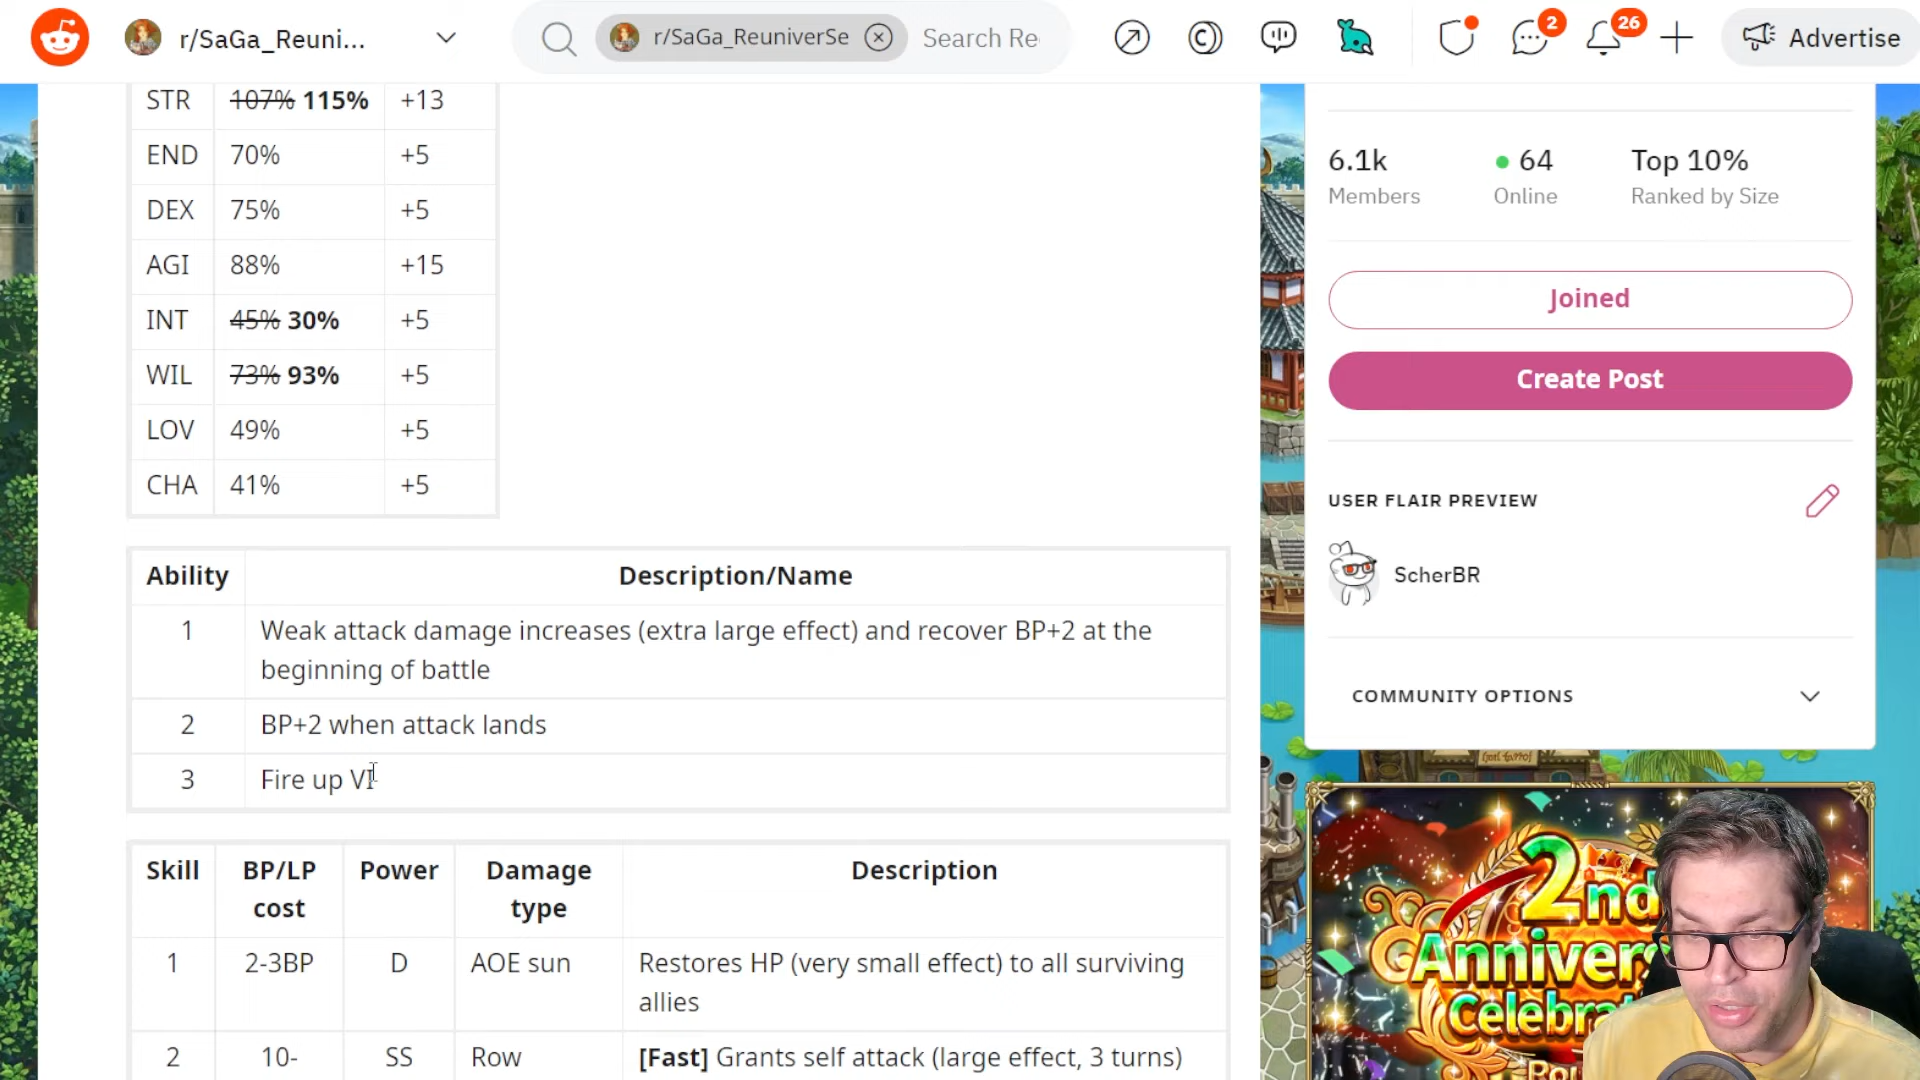 r/SaGa_Reuni...
r/SaGa_ReuniverSe
Search Re
2
26
Advertise
STR 107% 115% +13
END 70% +5
DEX 75% +5
AGI 88% +15
INT 45% 30% +5
WIL 73% 93% +5
LOV 49% +5
CHA 41% +5
Ability Description/Name
1 Weak attack damage increases (extra large effect) and recover BP+2 at the
beginning of battle
2 BP+2 when attack lands
3 Fire up VI
Skill BP/LP Power Damage Description
cost type
1 2-3BP D AOE sun Restores HP (very small effect) to all surviving
allies
2 10- SS Row [Fast] Grants self attack (large effect, 3 turns)
6.1k 64 Top 10%
Members Online Ranked by Size
Joined
Create Post
USER FLAIR PREVIEW
ScherBR
COMMUNITY OPTIONS
2nd
Annivers
Celebra